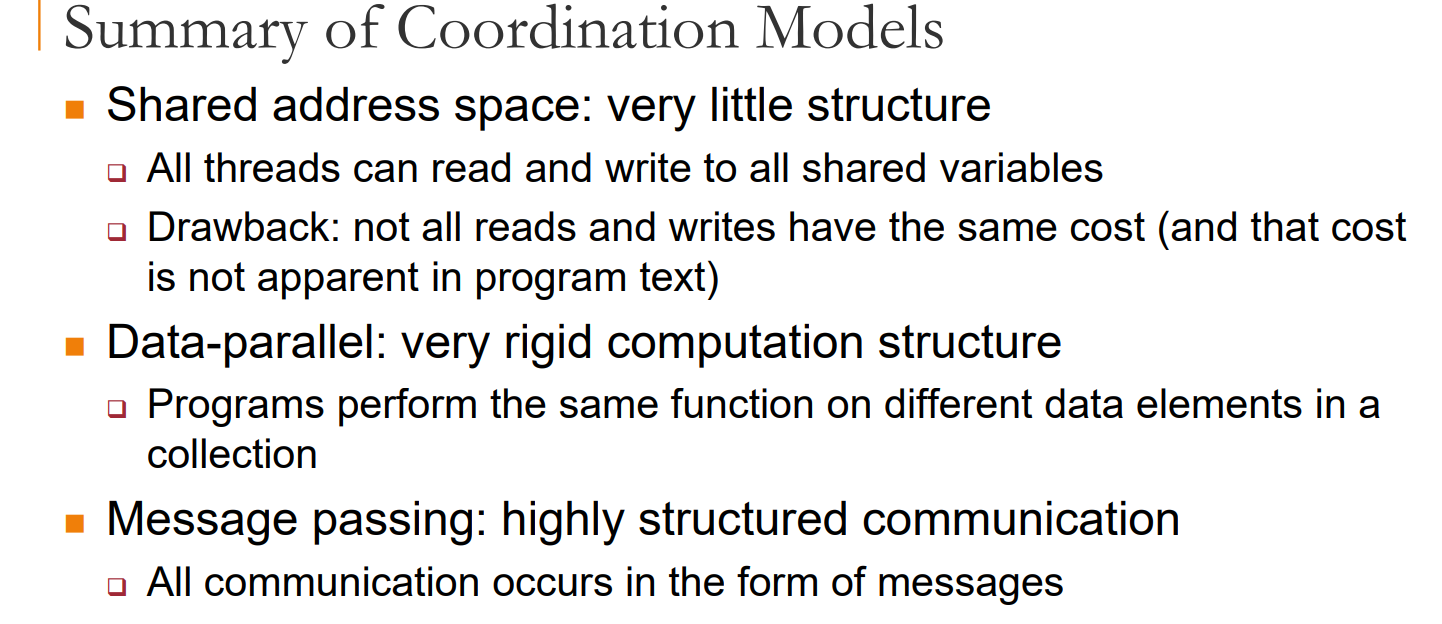 Summary of Coordination Models
Shared address space: very little structure
All threads can read and write to all shared variables
Drawback: not all reads and writes have the same cost (and that cost
is not apparent in program text)
Data-parallel: very rigid computation structure
Programs perform the same function on different data elements in a
collection
Message passing: highly structured communication
All communication occurs in the form of messages